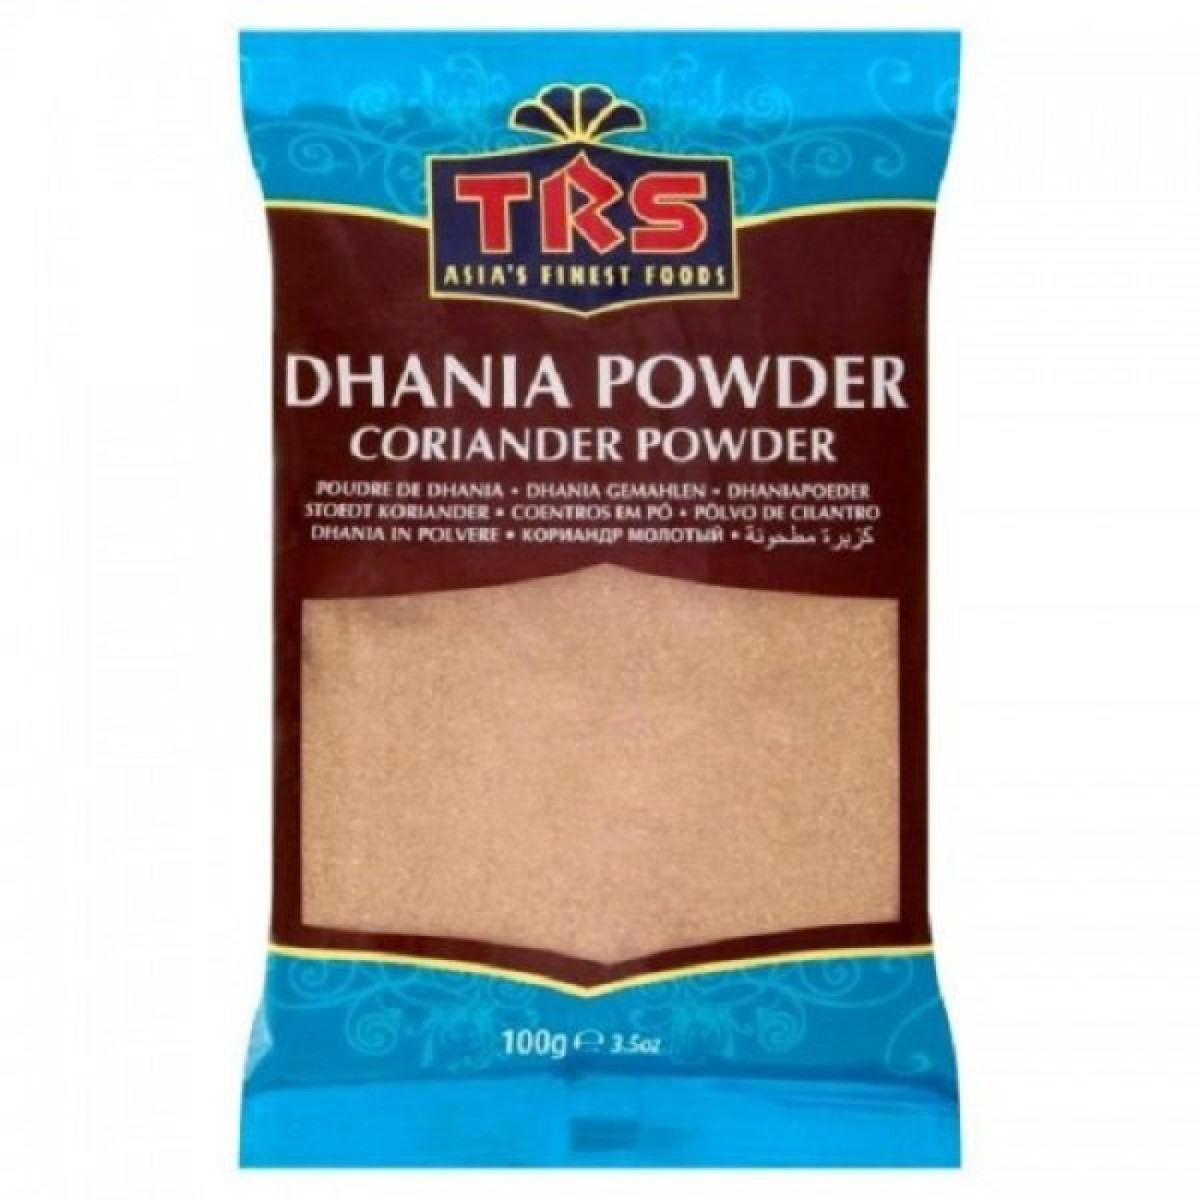 TRS
ASIA'S FINEST FOODS
DHANIA POWDER
CORIANDER POWDER
POUDRE DE DHANIA • DHANIA GEMAHLEN • DHANIAPOEDER
STOEDT KORIANDER • COENTROS EM PÓ • PÓLVO DE CILANTRO
DHANIA IN POLVERE • КОРИАНДР МОЛОТЫЙ • كزبرة مطحونة
100g ℮ 3.5oz